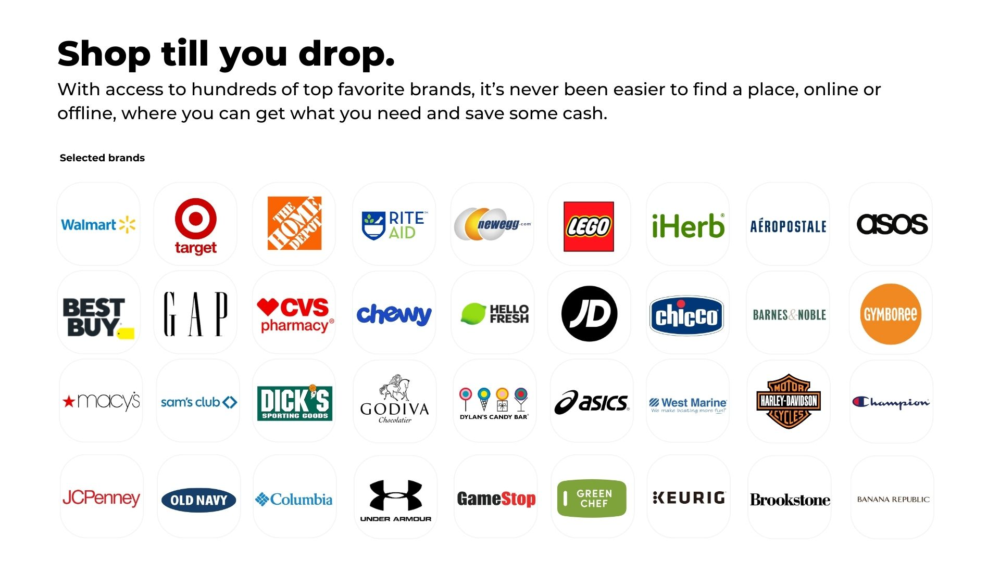 Shop till you drop.
With access to hundreds of top favorite brands, it’s never been easier to find a place, online or
offline, where you can get what you need and save some cash.
Selected brands
Walmart
target
THE
HOME
DEPOT
RITE™
AID
newegg.com®
LEGO
iHerb®
AÉROPOSTALE
asos
BEST
BUY
GAP
CVS
pharmacy®
chewy
HELLO
FRESH
JD
chicco
BARNES&NOBLE
GYMBOREE
macy's
sam's club
DICK'S
SPORTING GOODS
GODIVA
Chocolatier
DYLAN'S CANDY BAR®
asics®
West Marine®
We make boating more fun!®
MOTOR
HARLEY-DAVIDSON
CYCLES
Champion®
JCPenney
OLD NAVY
Columbia
UNDER ARMOUR
GameStop
GREEN
CHEF
KEURIG
Brookstone
BANANA REPUBLIC